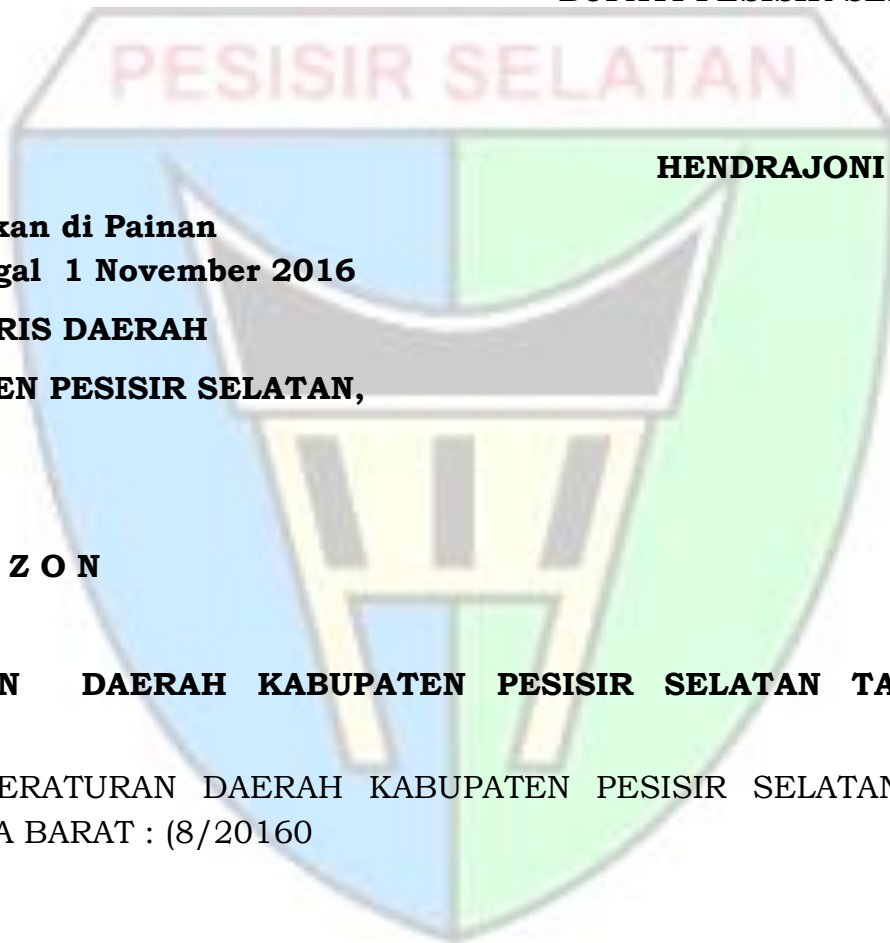 PESISIR SELATAN
HENDRAJONI
kan di Painan
gal 1 November 2016
RIS DAERAH
EN PESISIR SELATAN,
Z O N
N DAERAH KABUPATEN PESISIR SELATAN TA
ERATURAN DAERAH KABUPATEN PESISIR SELATAN
A BARAT : (8/20160